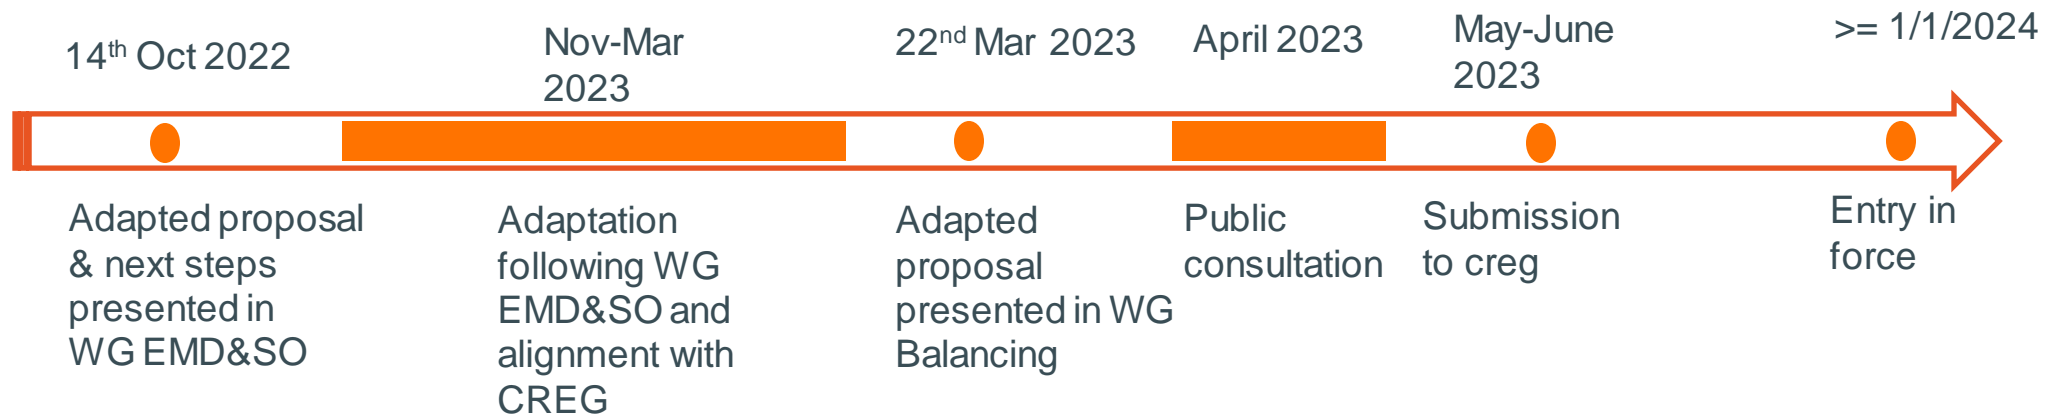 14th Oct 2022
Nov-Mar
2023
22nd Mar 2023
April 2023
May-June
2023
>= 1/1/2024
Adapted proposal
& next steps
presented in
WG EMD&SO
Adaptation
following WG
EMD&SO and
alignment with
CREG
Adapted
proposal
presented in WG
Balancing
Public
consultation
Submission
to creg
Entry in
force